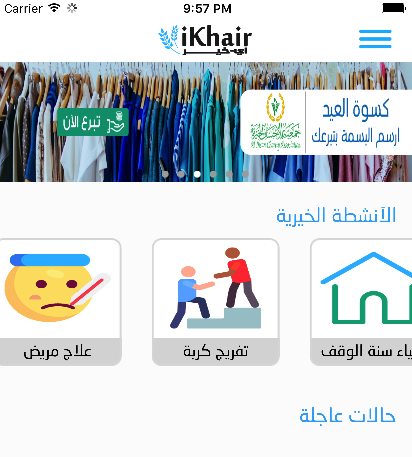 Carrier 9:57 PM
iKhair
اي-خير
كسوة العيد
ارسم البسمة بتبرعك
تبرع الآن
الأنشطة الخيرية
علاج مريض
تفريج كربة
ياء سنة الوقف
حالات عاجلة